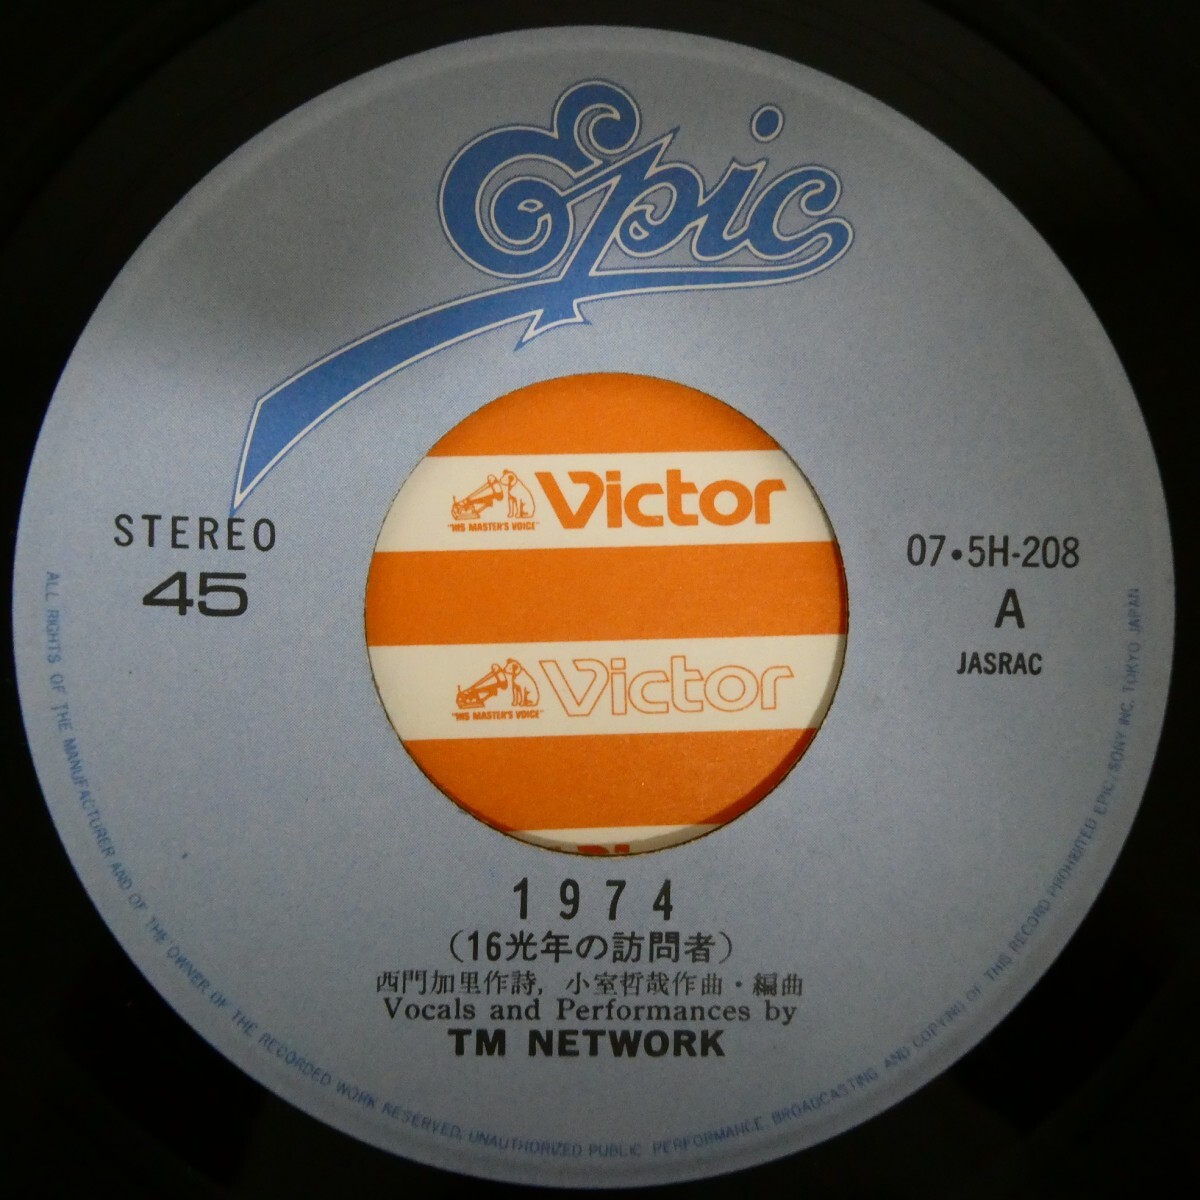 Epic
"HIS MASTER'S VOICE" Victor
STEREO
45
07・5H-208
A
JASRAC
"HIS MASTER'S VOICE" Victor
1974
(16光年の訪問者)
西門加里作詩, 小室哲哉作曲・編曲
Vocals and Performances by
TM NETWORK
ALL RIGHTS OF THE MANUFACTURER AND OF THE OWNER OF THE RECORDED WORK RESERVED. UNAUTHORIZED PUBLIC PERFORMANCE BROADCASTING AND COPYING OF THIS RECORD PROHIBITED EPIC/SONY INC. TOKYO JAPAN